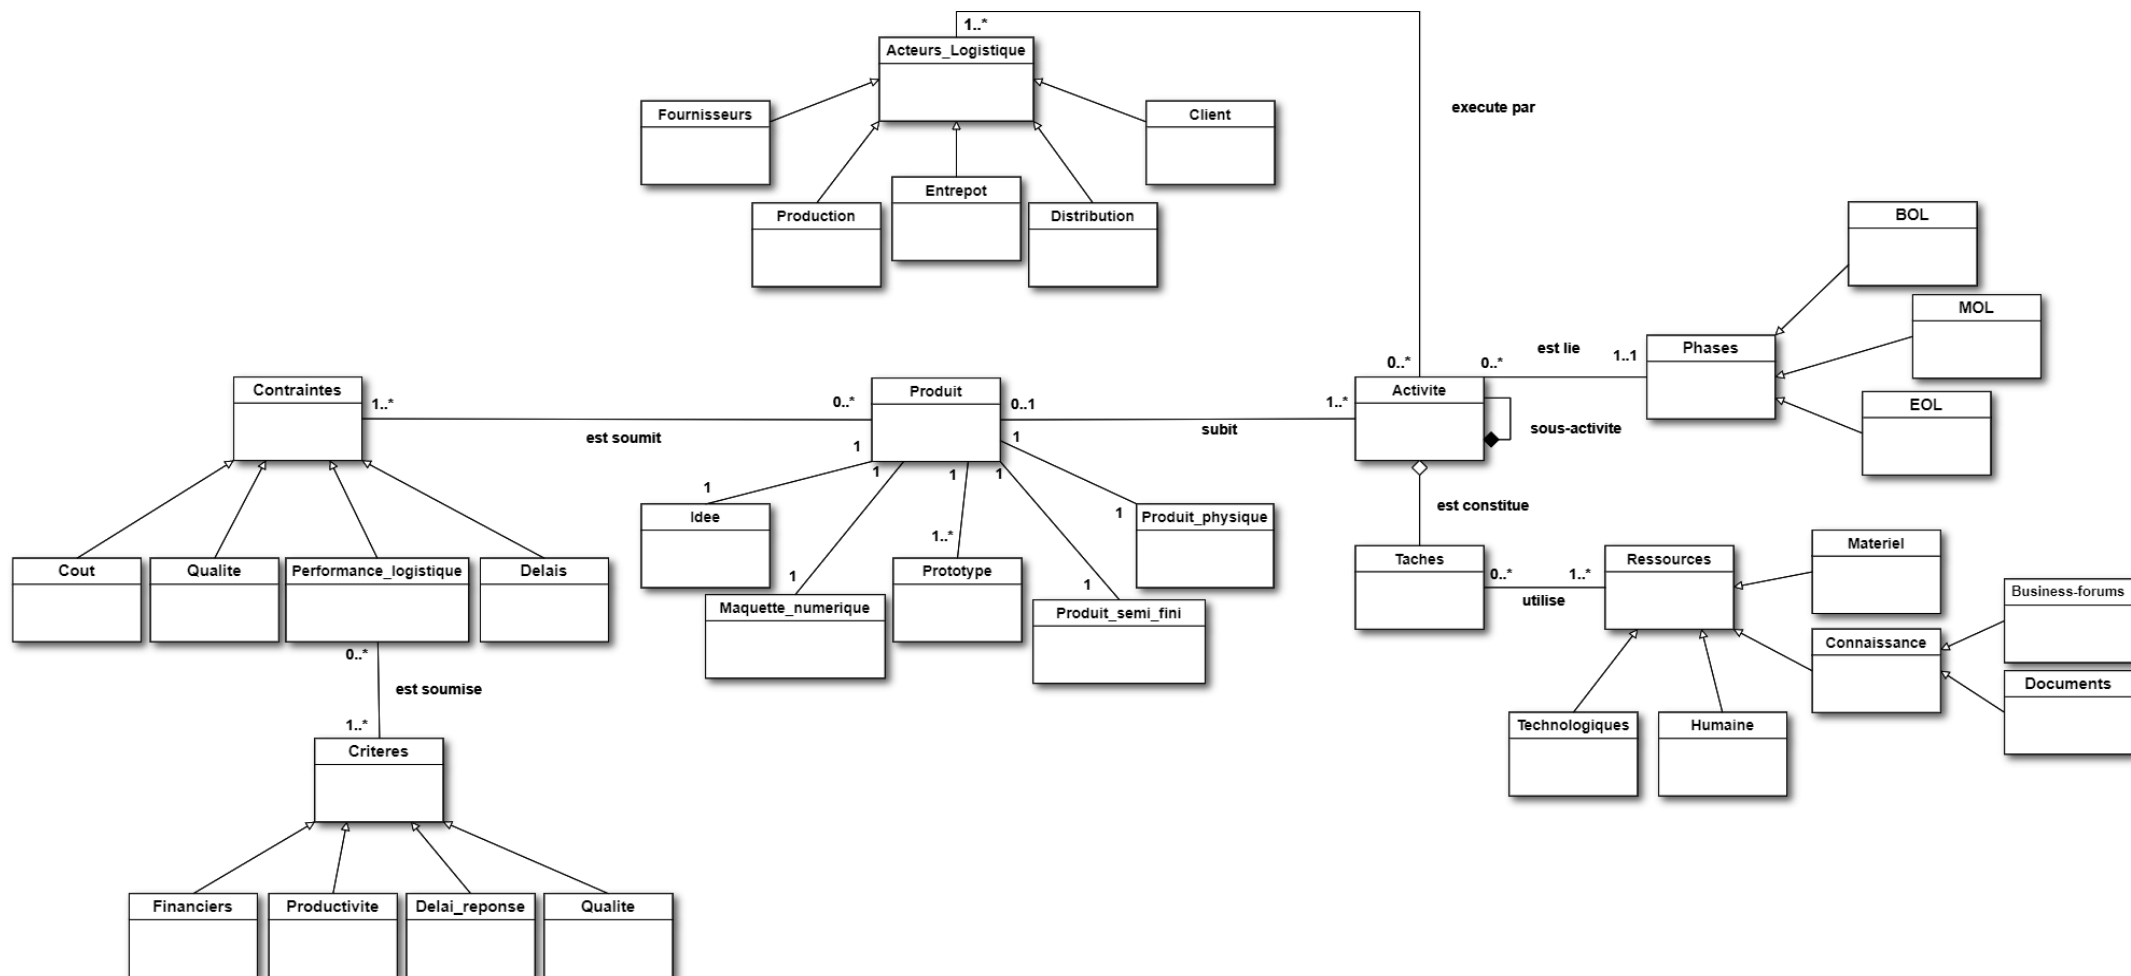 1..*
Acteurs_Logistique
Fournisseurs
Client
execute par
Entrepot
Production
Distribution
BOL
MOL
Phases
est lie
0..*
0..*
1..1
Contraintes
1..*
0..*
Produit
0..1
1..*
Activite
EOL
est soumit
subit
sous-activite
1
1
1
1
1
1
Idee
1
Produit_physique
est constitue
1..*
Cout
Qualite
Performance_logistique
Delais
1
Maquette_numerique
Prototype
1
Produit_semi_fini
Taches
0..*
1..*
utilise
Ressources
Materiel
Business-forums
Connaissance
Documents
0..*
est soumise
1..*
Technologiques
Humaine
Criteres
Financiers
Productivite
Delai_reponse
Qualite